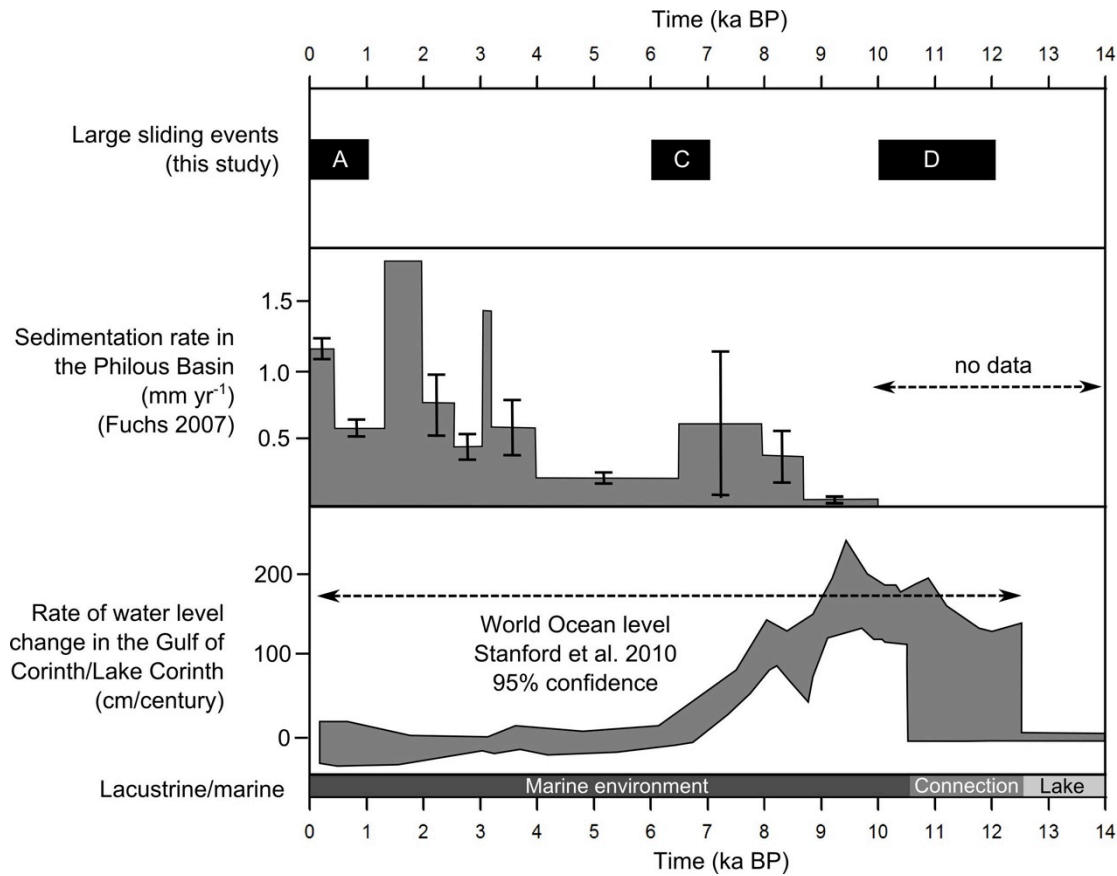 Time (ka BP)
0 1 2 3 4 5 6 7 8 9 10 11 12 13 14
Large sliding events
(this study)
A C D
Sedimentation rate in
the Philous Basin
(mm yr⁻¹)
(Fuchs 2007)
1.5
1.0
0.5
no data
Rate of water level
change in the Gulf of
Corinth/Lake Corinth
(cm/century)
200
100
0
World Ocean level
Stanford et al. 2010
95% confidence
Lacustrine/marine
Marine environment Connection Lake
0 1 2 3 4 5 6 7 8 9 10 11 12 13 14
Time (ka BP)